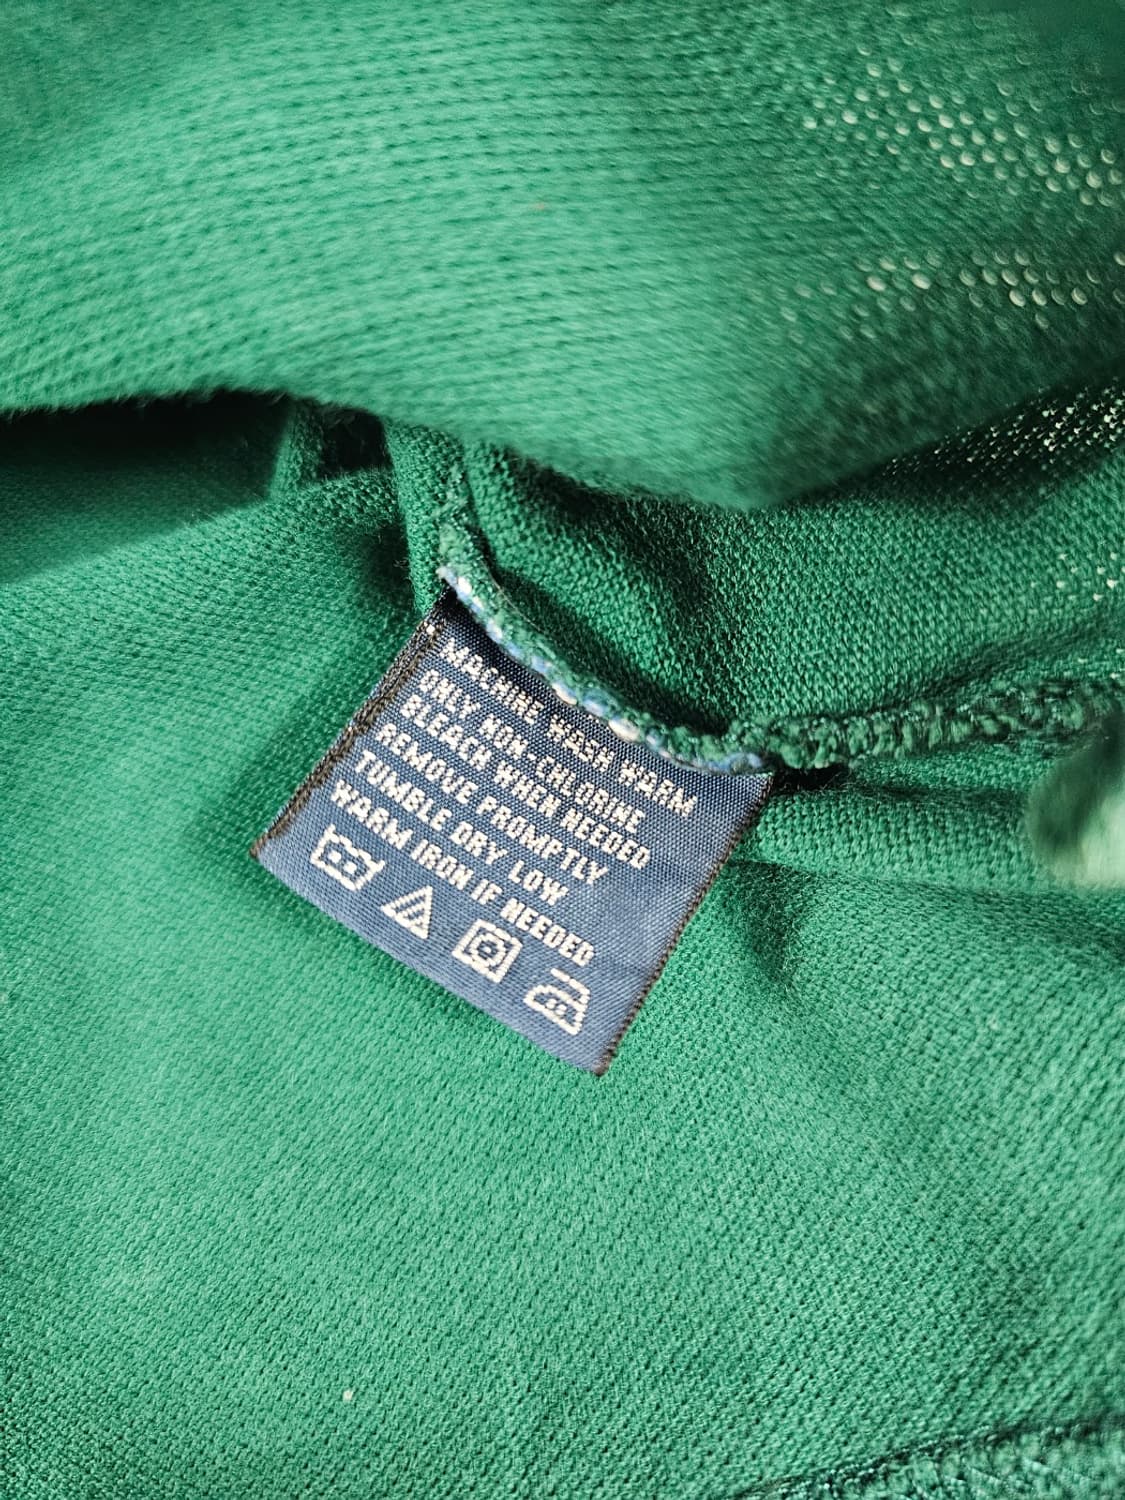 MACHINE WASH WARM
ONLY NON-CHLORINE
BLEACH WHEN NEEDED
REMOVE PROMPTLY
TUMBLE DRY LOW
WARM IRON IF NEEDED